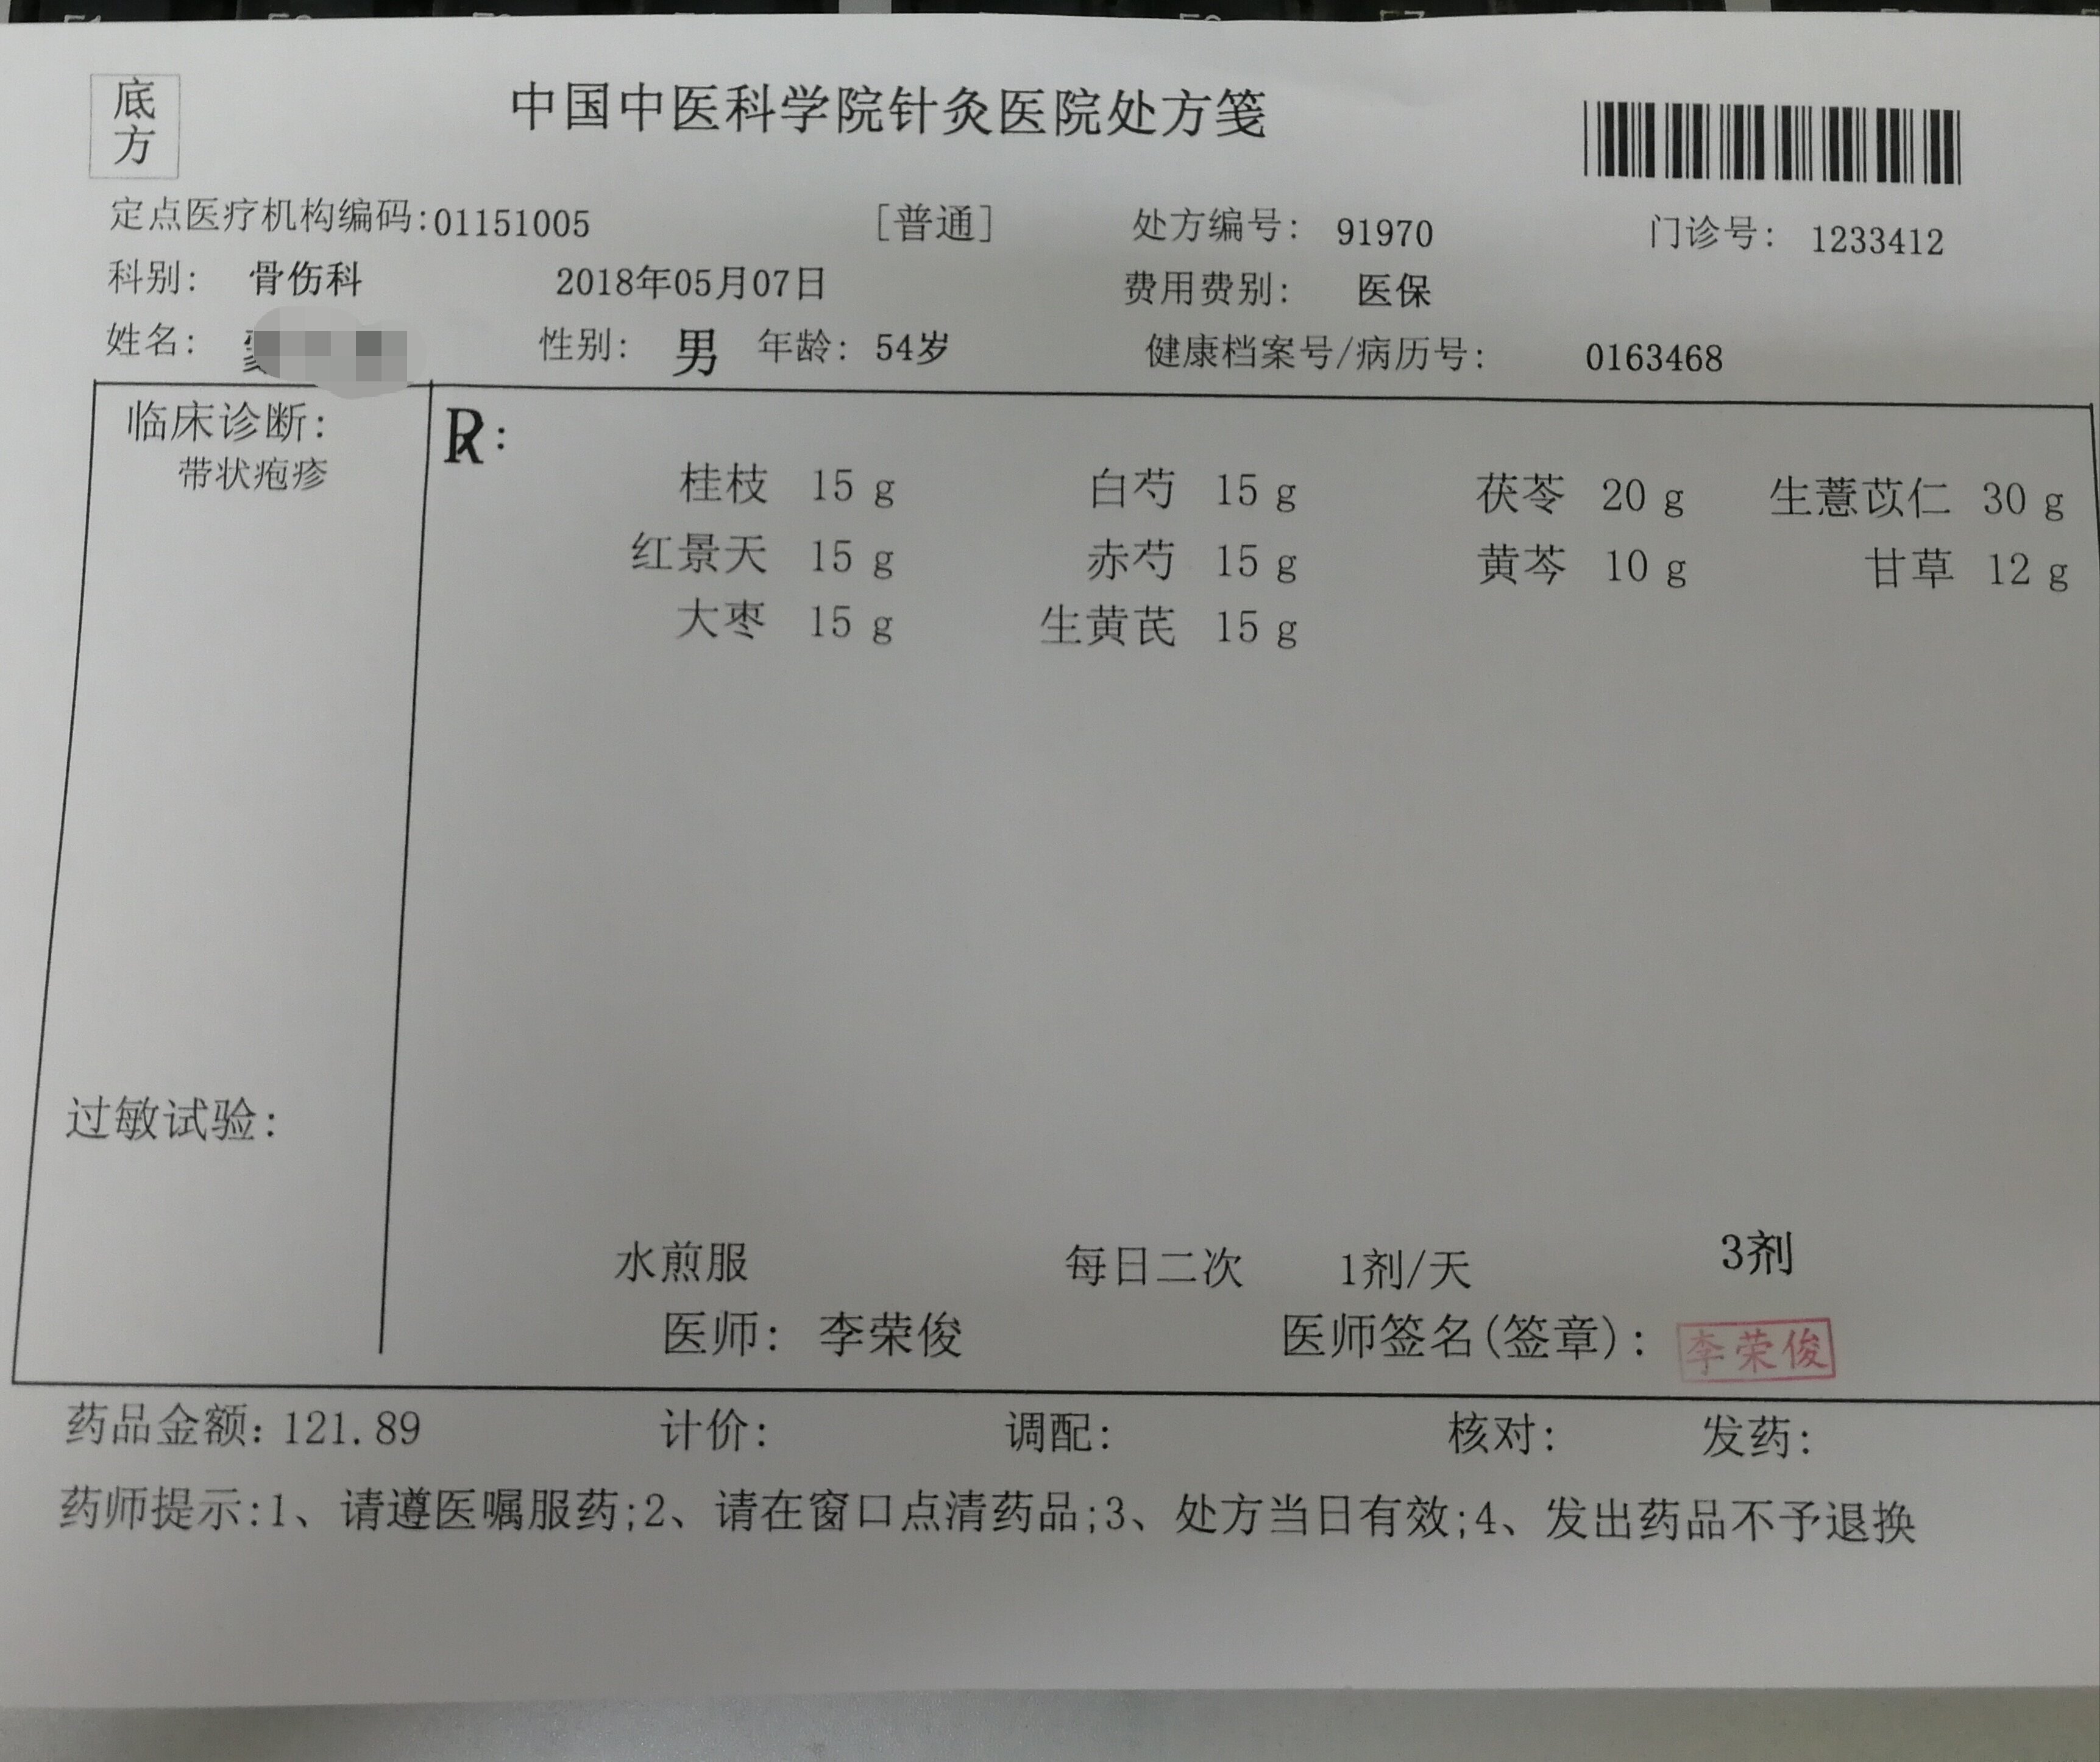 底方
中国中医科学院针灸医院处方笺
定点医疗机构编码:01151005 [普通] 处方编号: 91970 门诊号: 1233412
科别: 骨伤科 2018年05月07日 费用费别: 医保
姓名: 性别: 男 年龄: 54岁 健康档案号/病历号: 0163468
临床诊断:
带状疱疹
R:
桂枝 15 g 白芍 15 g 茯苓 20 g 生薏苡仁 30 g
红景天 15 g 赤芍 15 g 黄芩 10 g 甘草 12 g
大枣 15 g 生黄芪 15 g
过敏试验:
水煎服 每日二次 1剂/天 3剂
医师: 李荣俊 医师签名(签章): 李荣俊
药品金额: 121.89 计价: 调配: 核对: 发药:
药师提示:1、请遵医嘱服药;2、请在窗口点清药品;3、处方当日有效;4、发出药品不予退换